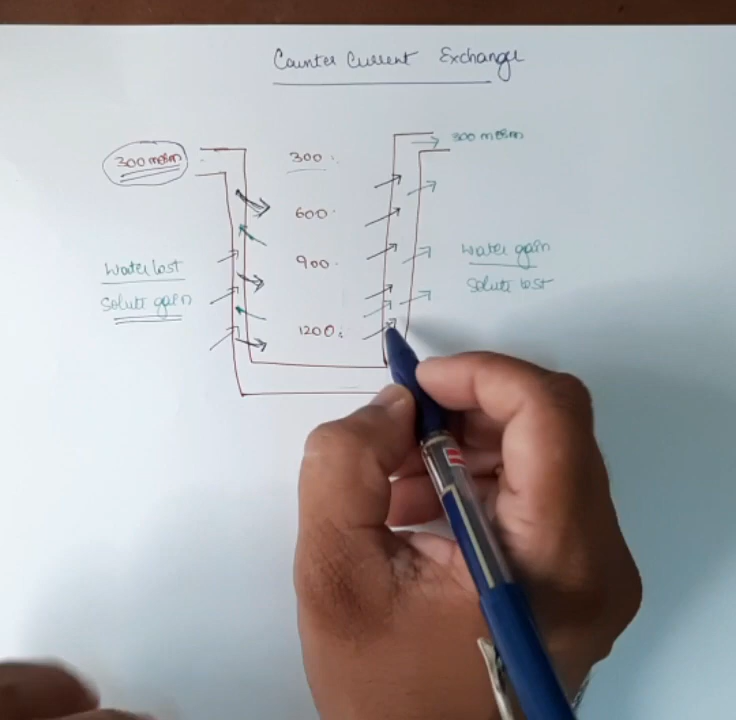 Counter Current Exchange
300 mosm
300
300 mosm
600
900
1200
Water lost
Solute gain
Water gain
Solute lost